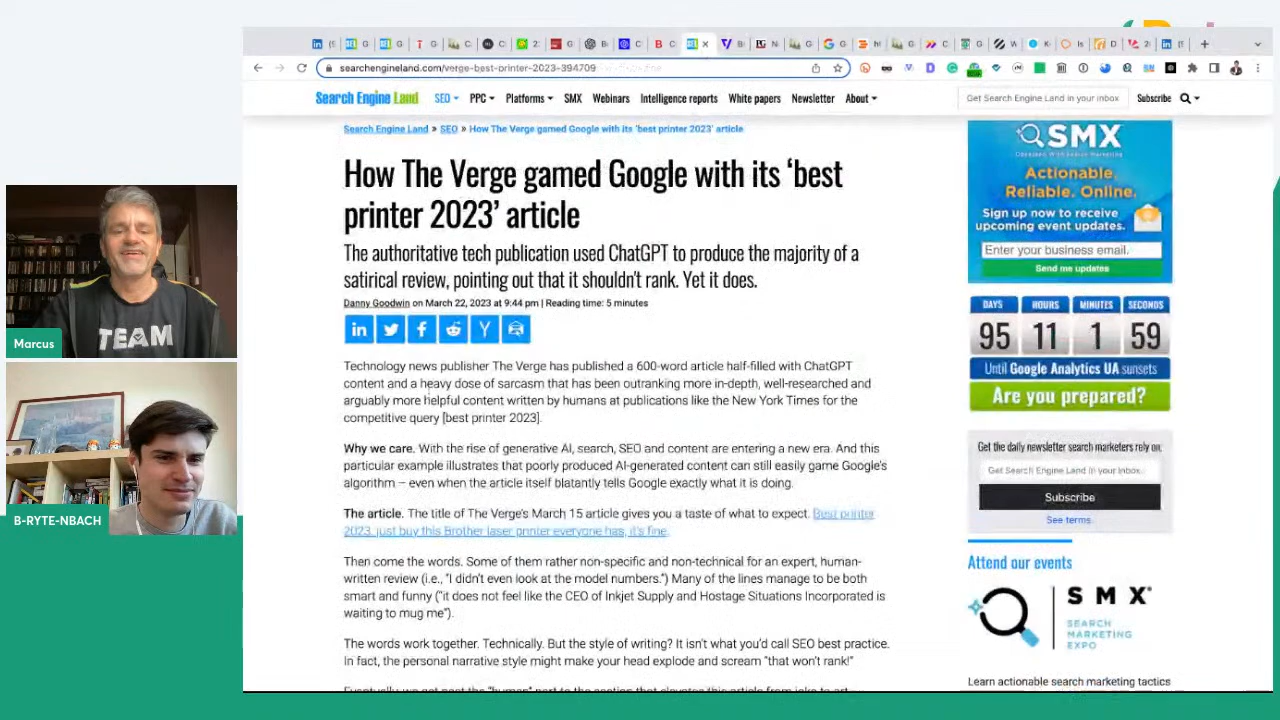 searchengineland.com/verge-best-printer-2023-394709
Search Engine Land
SEO
PPC
Platforms
SMX
Webinars
Intelligence reports
White papers
Newsletter
About
Get Search Engine Land in your inbox
Subscribe
Search Engine Land » SEO » How The Verge gamed Google with its 'best printer 2023' article
How The Verge gamed Google with its ‘best
printer 2023’ article
The authoritative tech publication used ChatGPT to produce the majority of a
satirical review, pointing out that it shouldn't rank. Yet it does.
Danny Goodwin on March 22, 2023 at 9:44 pm | Reading time: 5 minutes
Technology news publisher The Verge has published a 600-word article half-filled with ChatGPT
content and a heavy dose of sarcasm that has been outranking more in-depth, well-researched and
arguably more helpful content written by humans at publications like the New York Times for the
competitive query [best printer 2023].
Why we care. With the rise of generative AI, search, SEO and content are entering a new era. And this
particular example illustrates that poorly produced AI-generated content can still easily game Google's
algorithm – even when the article itself blatantly tells Google exactly what it is doing.
The article. The title of The Verge's March 15 article gives you a taste of what to expect. Best printer
2023, just buy this Brother laser printer everyone has, it's fine.
Then come the words. Some of them rather non-specific and non-technical for an expert, human-
written review (i.e., "I didn't even look at the model numbers.") Many of the lines manage to be both
smart and funny ("it does not feel like the CEO of Inkjet Supply and Hostage Situations Incorporated is
waiting to mug me").
The words work together. Technically. But the style of writing? It isn't what you'd call SEO best practice.
In fact, the personal narrative style might make your head explode and scream "that won't rank!"
Eventually, we get past the "human" part to the section that elevates this article from joke to art
SMX
Actionable.
Reliable. Online.
Sign up now to receive
upcoming event updates.
Enter your business email.
Send me updates
DAYS
HOURS
MINUTES
SECONDS
95
11
1
59
Until Google Analytics UA sunsets
Are you prepared?
Get the daily newsletter search marketers rely on.
Get Search Engine Land in your inbox.
Subscribe
See terms.
Attend our events
SMX
SEARCH
MARKETING
EXPO
Learn actionable search marketing tactics
TEAM
Marcus
B-RYTE-NBACH